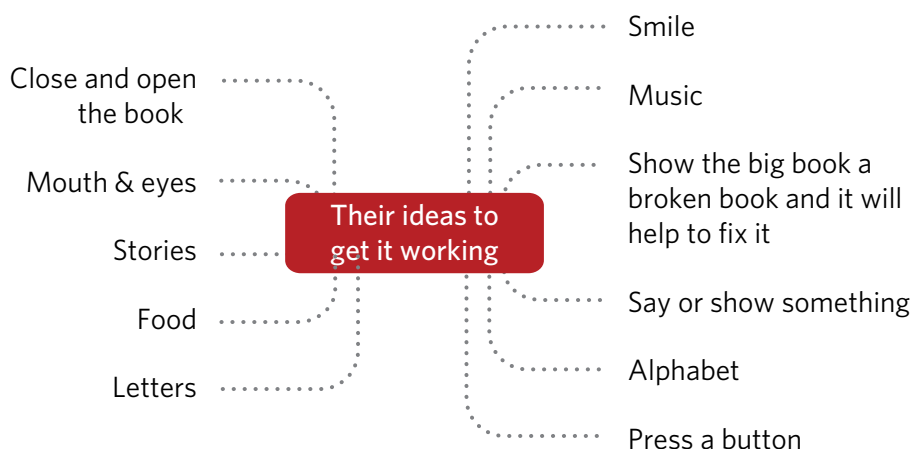 Close and open
the book
Mouth & eyes
Stories
Food
Letters
Their ideas to
get it working
Smile
Music
Show the big book a
broken book and it will
help to fix it
Say or show something
Alphabet
Press a button